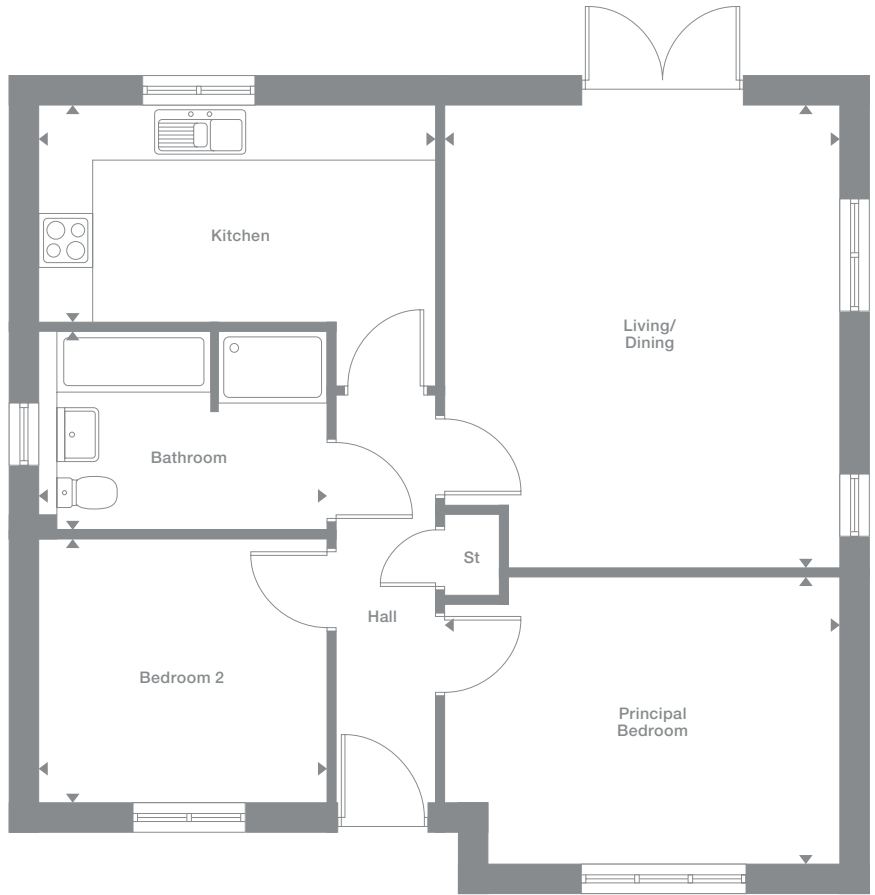 Kitchen
Living/
Dining
Bathroom
St
Hall
Bedroom 2
Principal
Bedroom